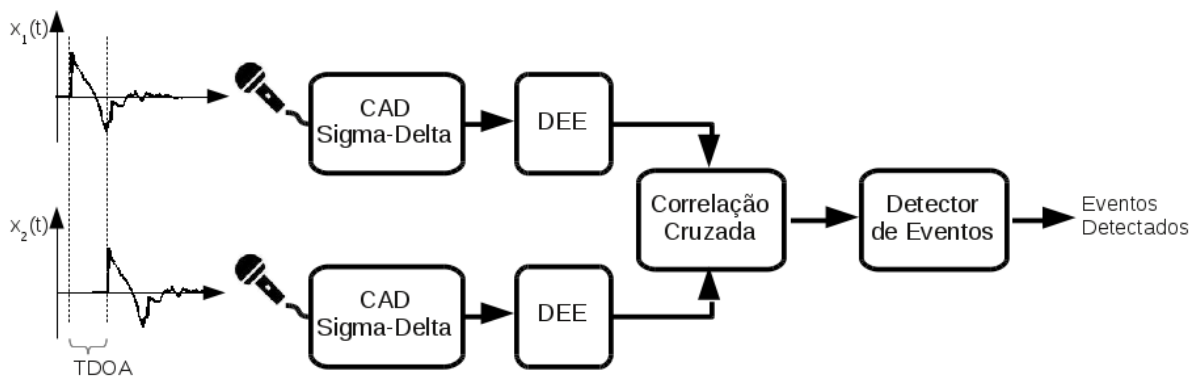 x1(t)
CAD
Sigma-Delta
DEE
Correlação
Cruzada
Detector
de Eventos
Eventos
Detectados
x2(t)
CAD
Sigma-Delta
DEE
TDOA